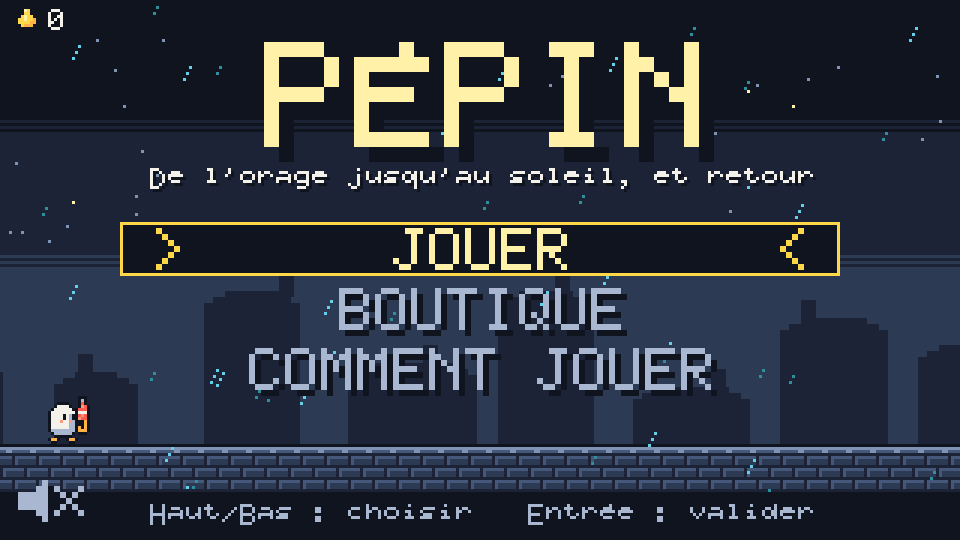 0
PÉPIN
De l'orage jusqu'au soleil, et retour
> JOUER <
BOUTIQUE
COMMENT JOUER
Haut/Bas : choisir Entrée : valider